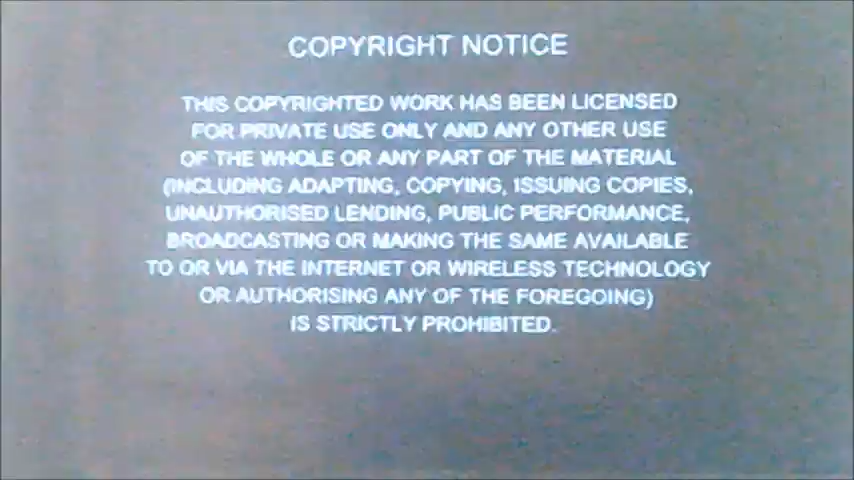 COPYRIGHT NOTICE
THIS COPYRIGHTED WORK HAS BEEN LICENSED
FOR PRIVATE USE ONLY AND ANY OTHER USE
OF THE WHOLE OR ANY PART OF THE MATERIAL
(INCLUDING ADAPTING, COPYING, ISSUING COPIES,
UNAUTHORISED LENDING, PUBLIC PERFORMANCE,
BROADCASTING OR MAKING THE SAME AVAILABLE
TO OR VIA THE INTERNET OR WIRELESS TECHNOLOGY
OR AUTHORISING ANY OF THE FOREGOING)
IS STRICTLY PROHIBITED.